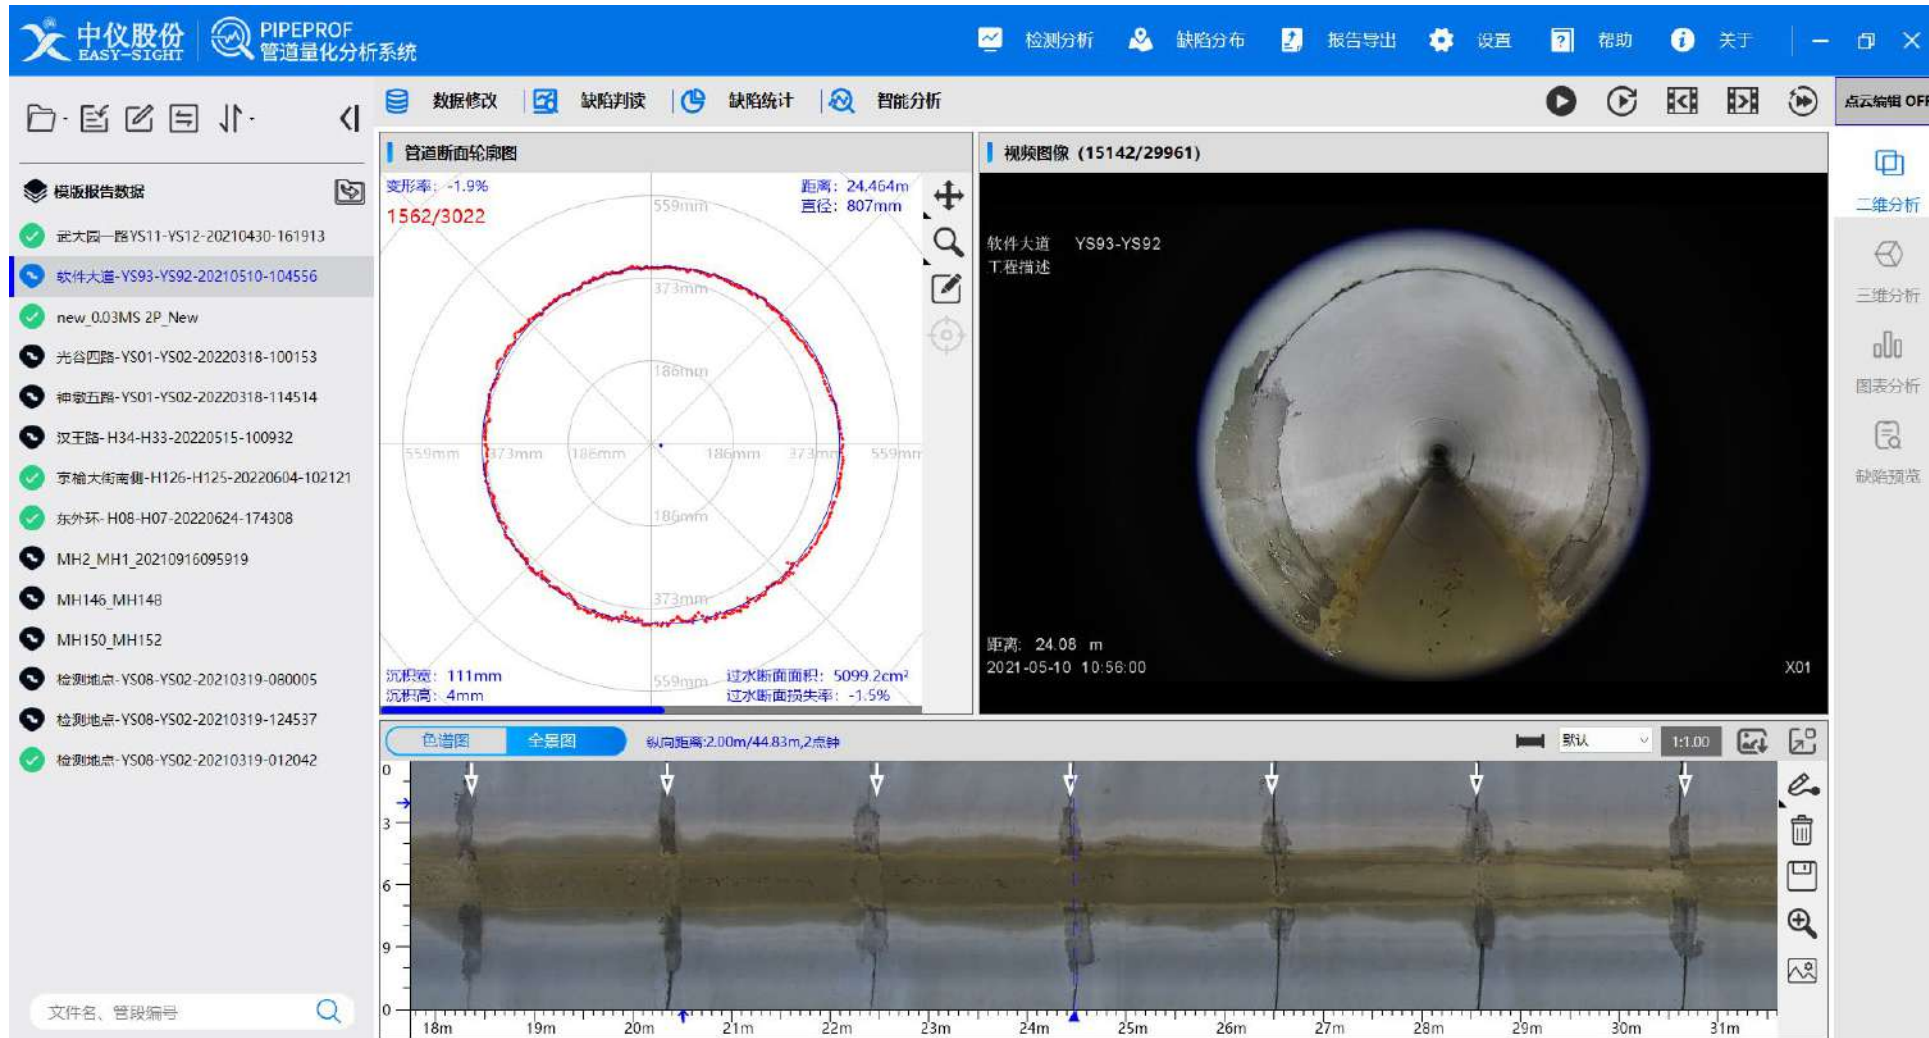 中仪股份
EASY-SIGHT
PIPEPROF
管道量化分析系统
检测分析
缺陷分布
报告导出
设置
帮助
关于
数据修改
缺陷判读
缺陷统计
智能分析
点云编辑 OFF
模版报告数据
武大园一路YS11-YS12-20210430-161913
软件大道-YS93-YS92-20210510-104556
new_0.03MS 2P_New
光谷四路-YS01-YS02-20220318-100153
神墩五路-YS01-YS02-20220318-114514
汉王路-H34-H33-20220515-100932
京榆大街南侧-H126-H125-20220604-102121
东外环-H08-H07-20220624-174308
MH2_MH1_20210916095919
MH146_MH148
MH150_MH152
检测地点-YS08-YS02-20210319-080005
检测地点-YS08-YS02-20210319-124537
检测地点-YS08-YS02-20210319-012042
文件名、管段编号
管道断面轮廓图
变形率: -1.9%
1562/3022
距离: 24.464m
直径: 807mm
559mm
373mm
186mm
559mm 373mm 186mm 186mm 373mm 559mm
186mm
373mm
559mm
沉积宽: 111mm
沉积高: 4mm
过水断面面积: 5099.2cm²
过水断面损失率: -1.5%
视频图像 (15142/29961)
软件大道 YS93-YS92
工程描述
距离: 24.08 m
2021-05-10 10:56:00
X01
二维分析
三维分析
图表分析
缺陷预览
色谱图
全景图
纵向距离:2.00m/44.83m,2点钟
默认
1:1.00
0
3
6
9
0
18m 19m 20m 21m 22m 23m 24m 25m 26m 27m 28m 29m 30m 31m